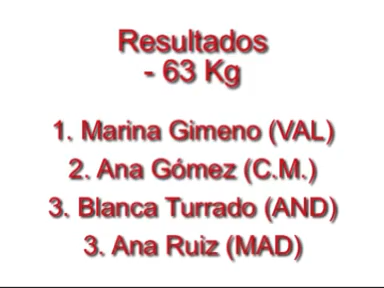 Resultados
- 63 Kg
1. Marina Gimeno (VAL)
2. Ana Gómez (C.M.)
3. Blanca Turrado (AND)
3. Ana Ruiz (MAD)